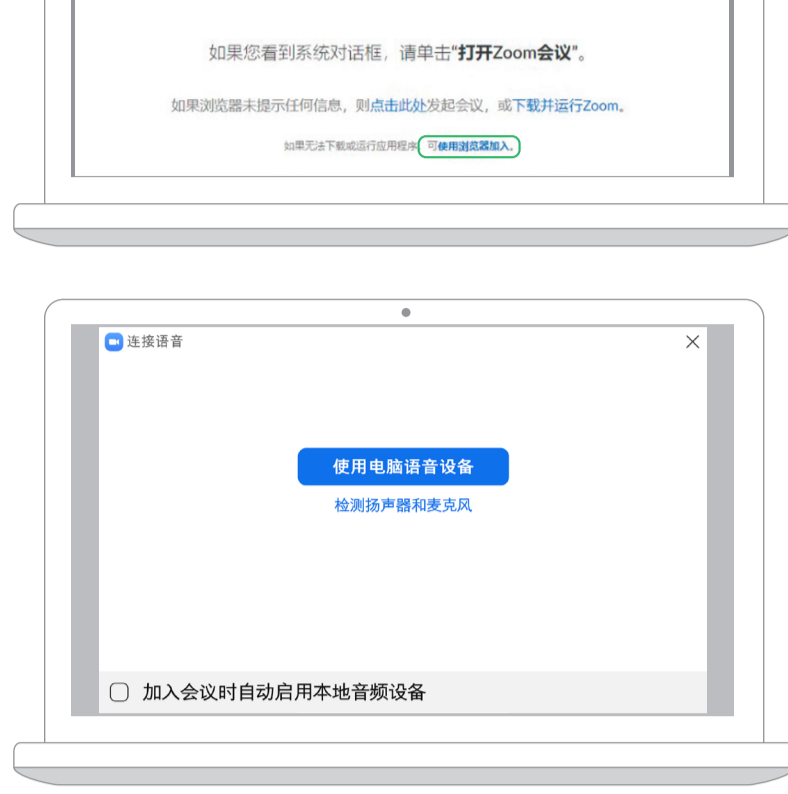 如果您看到系统对话框，请单击“打开Zoom会议”。
如果浏览器未提示任何信息，则点击此处发起会议，或下载并运行Zoom。
如果无法下载或运行应用程序 可使用浏览器加入。
连接语音
使用电脑语音设备
检测扬声器和麦克风
加入会议时自动启用本地音频设备